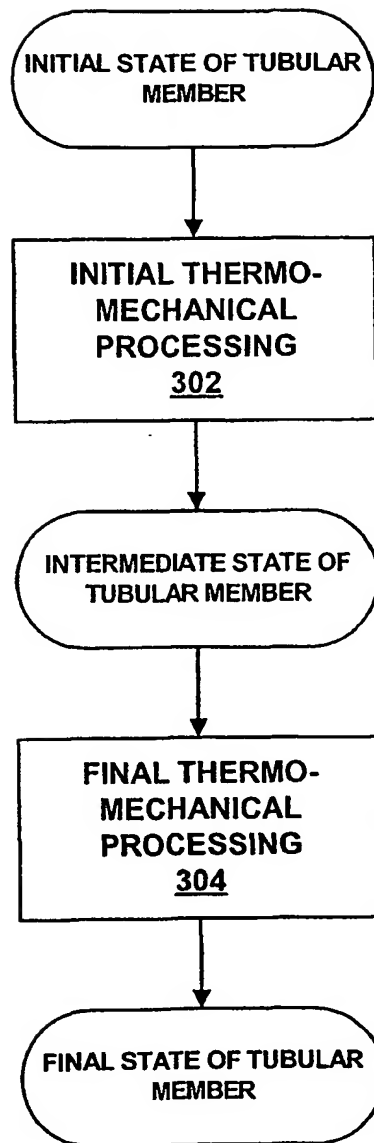 INITIAL STATE OF TUBULAR
MEMBER
INITIAL THERMO-
MECHANICAL
PROCESSING
302
INTERMEDIATE STATE OF
TUBULAR MEMBER
FINAL THERMO-
MECHANICAL
PROCESSING
304
FINAL STATE OF TUBULAR
MEMBER